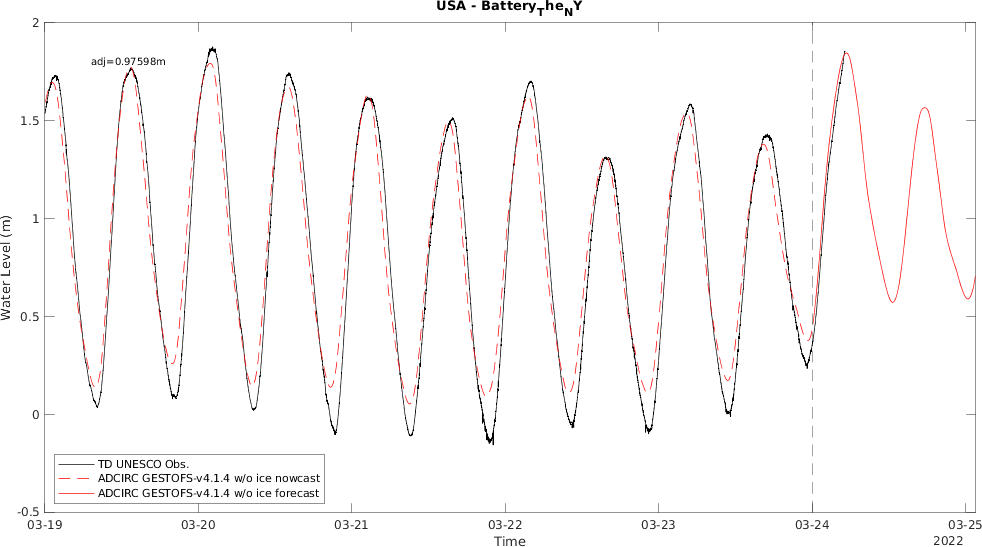 USA - Battery_The_NY
adj=0.97598m
2
1.5
1
0.5
0
-0.5
Water Level (m)
TD UNESCO Obs.
ADCIRC GESTOFS-v4.1.4 w/o ice nowcast
ADCIRC GESTOFS-v4.1.4 w/o ice forecast
03-19 03-20 03-21 03-22 03-23 03-24 03-25
Time
2022